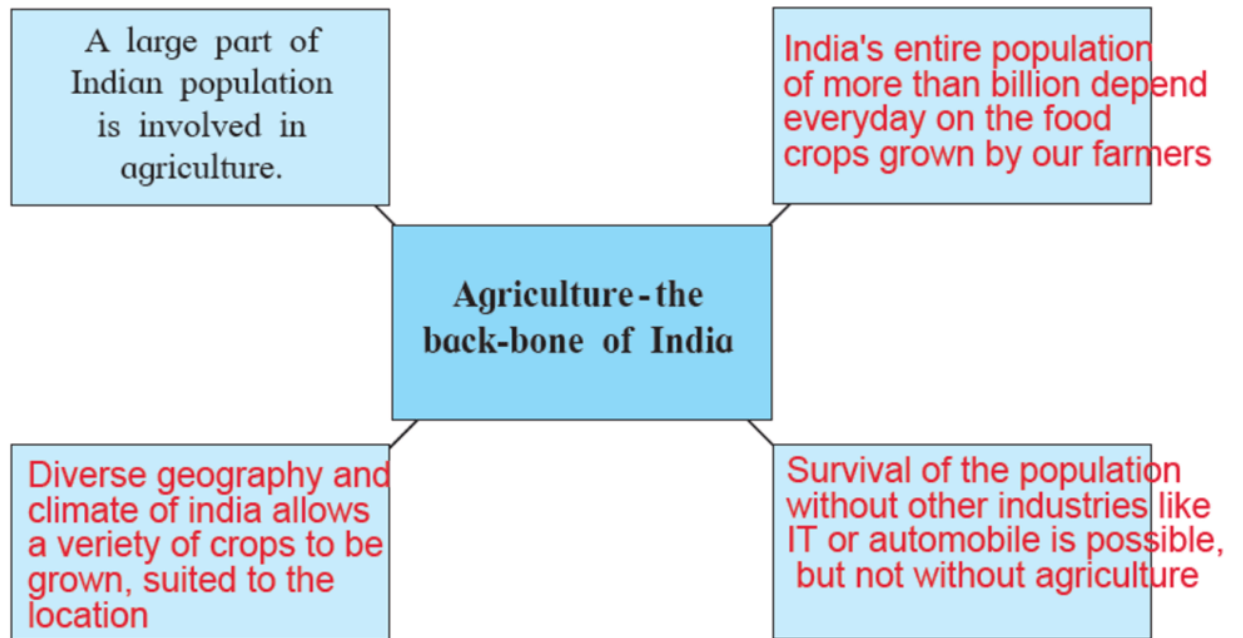 A large part of
Indian population
is involved in
agriculture.
India's entire population
of more than billion depend
everyday on the food
crops grown by our farmers
Agriculture - the
back-bone of India
Diverse geography and
climate of india allows
a veriety of crops to be
grown, suited to the
location
Survival of the population
without other industries like
IT or automobile is possible,
but not without agriculture